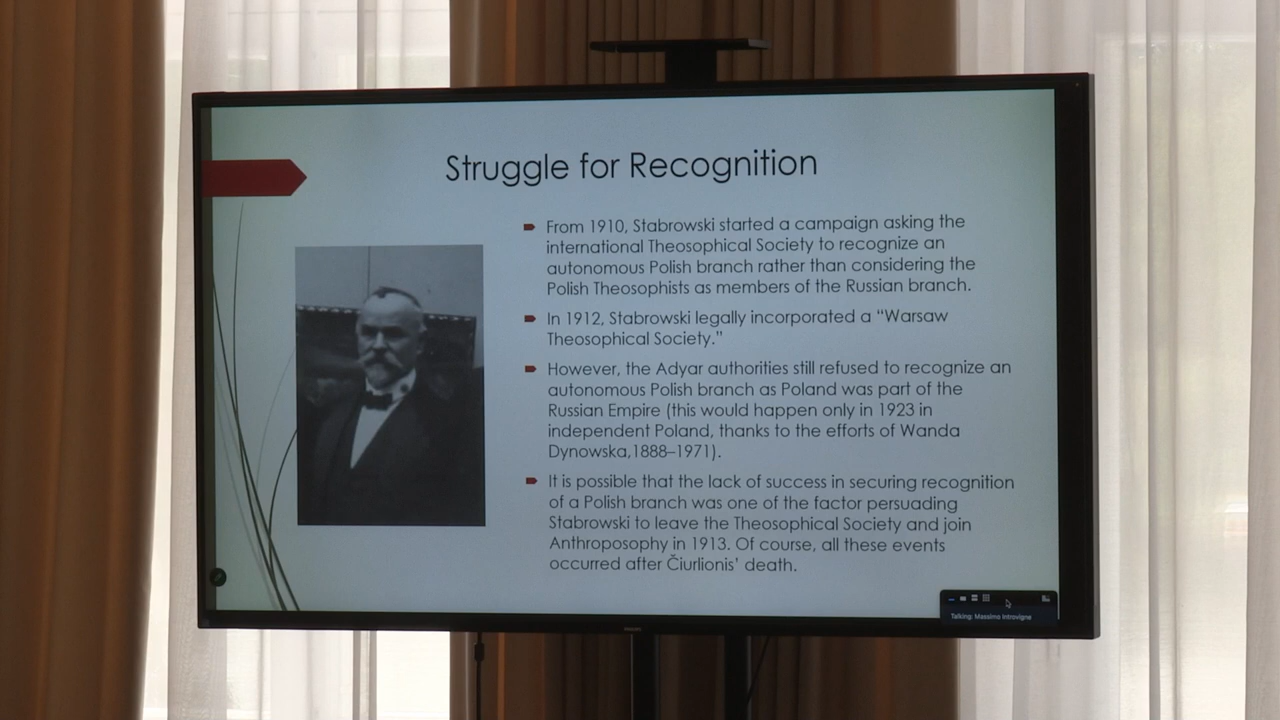 Struggle for Recognition
From 1910, Stabrowski started a campaign asking the
international Theosophical Society to recognize an
autonomous Polish branch rather than considering the
Polish Theosophists as members of the Russian branch.
In 1912, Stabrowski legally incorporated a “Warsaw
Theosophical Society.”
However, the Adyar authorities still refused to recognize an
autonomous Polish branch as Poland was part of the
Russian Empire (this would happen only in 1923 in
independent Poland, thanks to the efforts of Wanda
Dynowska,1888–1971).
It is possible that the lack of success in securing recognition
of a Polish branch was one of the factor persuading
Stabrowski to leave the Theosophical Society and join
Anthroposophy in 1913. Of course, all these events
occurred after Čiurlionis’ death.
Talking: Massimo Introvigne
PHILIPS